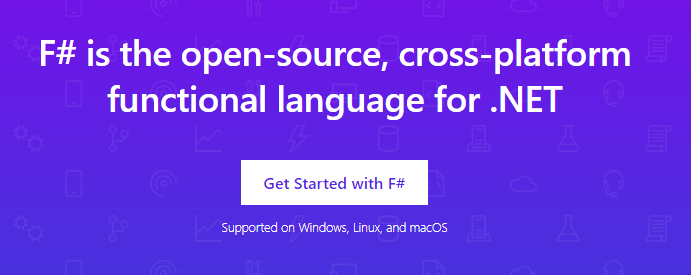 F# is the open-source, cross-platform
functional language for .NET
Get Started with F#
Supported on Windows, Linux, and macOS